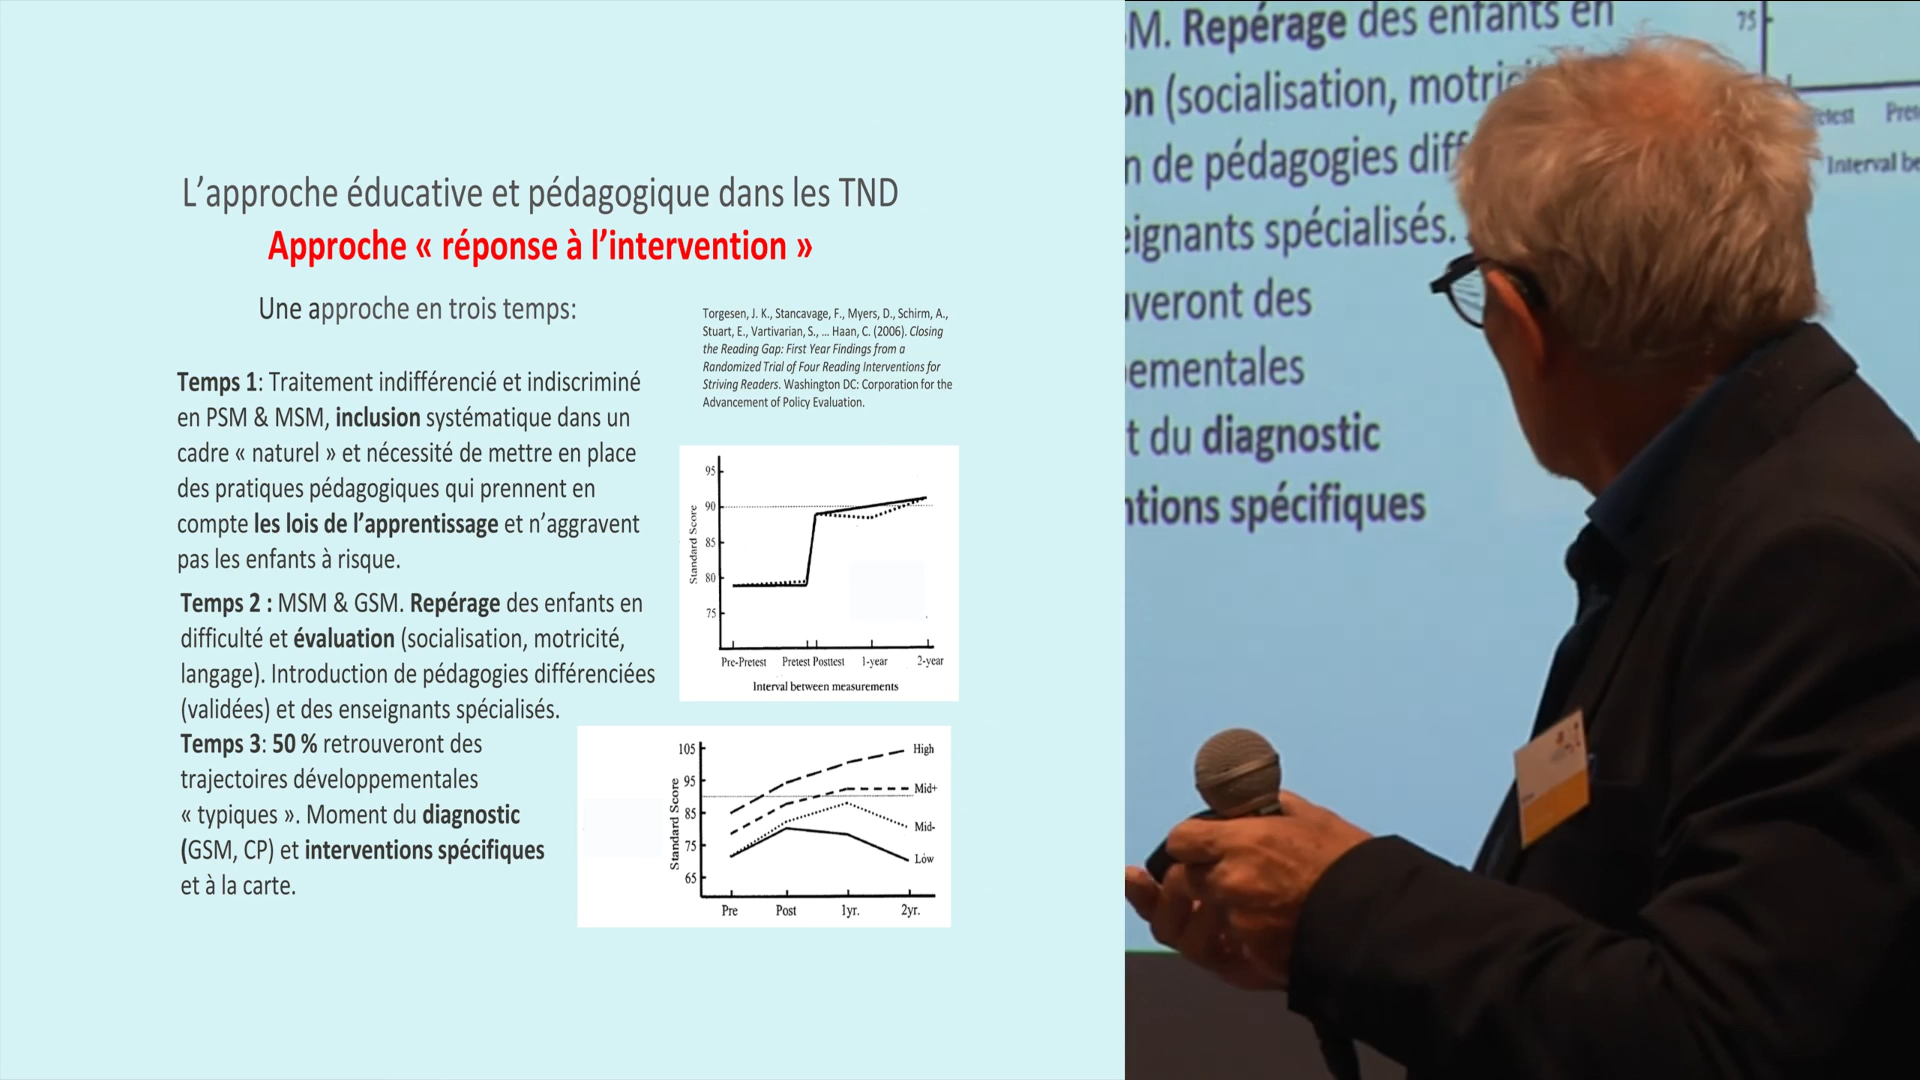 L’approche éducative et pédagogique dans les TND
Approche « réponse à l’intervention »
Une approche en trois temps:
Torgesen, J. K., Stancavage, F., Myers, D., Schirm, A.,
Stuart, E., Vartivarian, S., ... Haan, C. (2006). Closing
the Reading Gap: First Year Findings from a
Randomized Trial of Four Reading Interventions for
Striving Readers. Washington DC: Corporation for the
Advancement of Policy Evaluation.
Temps 1: Traitement indifférencié et indiscriminé
en PSM & MSM, inclusion systématique dans un
cadre « naturel » et nécessité de mettre en place
des pratiques pédagogiques qui prennent en
compte les lois de l’apprentissage et n’aggravent
pas les enfants à risque.
Temps 2 : MSM & GSM. Repérage des enfants en
difficulté et évaluation (socialisation, motricité,
langage). Introduction de pédagogies différenciées
(validées) et des enseignants spécialisés.
Temps 3: 50 % retrouveront des
trajectoires développementales
« typiques ». Moment du diagnostic
(GSM, CP) et interventions spécifiques
et à la carte.
Standard Score
95
90
85
80
75
Pre-Pretest Pretest Posttest 1-year 2-year
Interval between measurements
Standard Score
105
95
85
75
65
High
Mid+
Mid-
Low
Pre Post 1yr. 2yr.
M. Repérage des enfants en
on (socialisation, motrici
n de pédagogies diff
eignants spécialisés.
uveront des
ementales
t du diagnostic
ntions spécifiques
75
etest Pre
Interval be